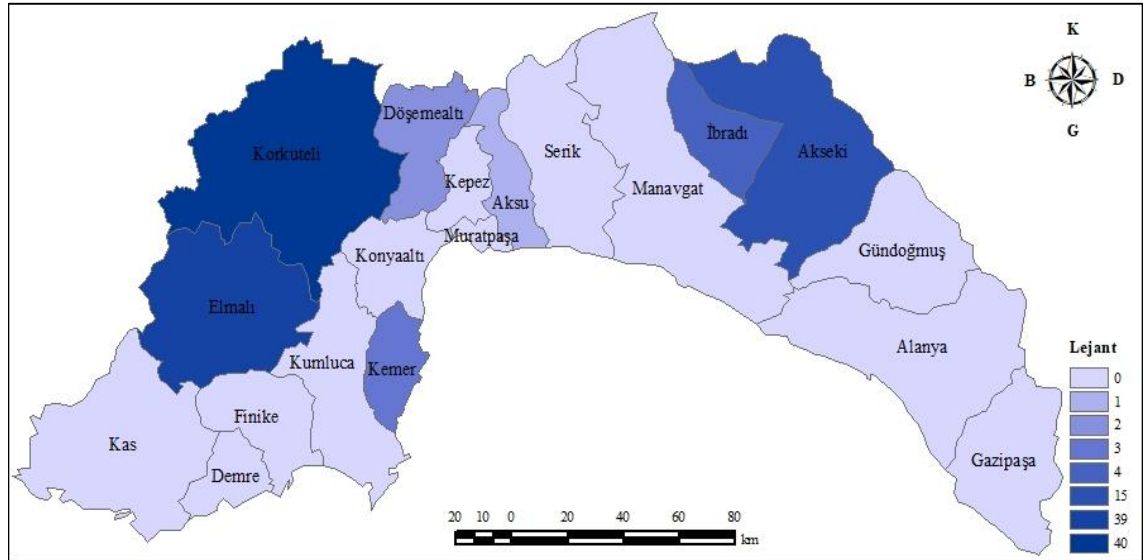 K
B D
G
Döşemealtı
İbradı
Korkuteli
Serik
Akseki
Kepez
Manavgat
Aksu
Muratpaşa
Konyaaltı
Gündoğmuş
Elmalı
Alanya
Kumluca
Kemer
Finike
Kas
Demre
Gazipaşa
Lejant
0
1
2
3
4
15
39
40
20 10 0 20 40 60 80
km